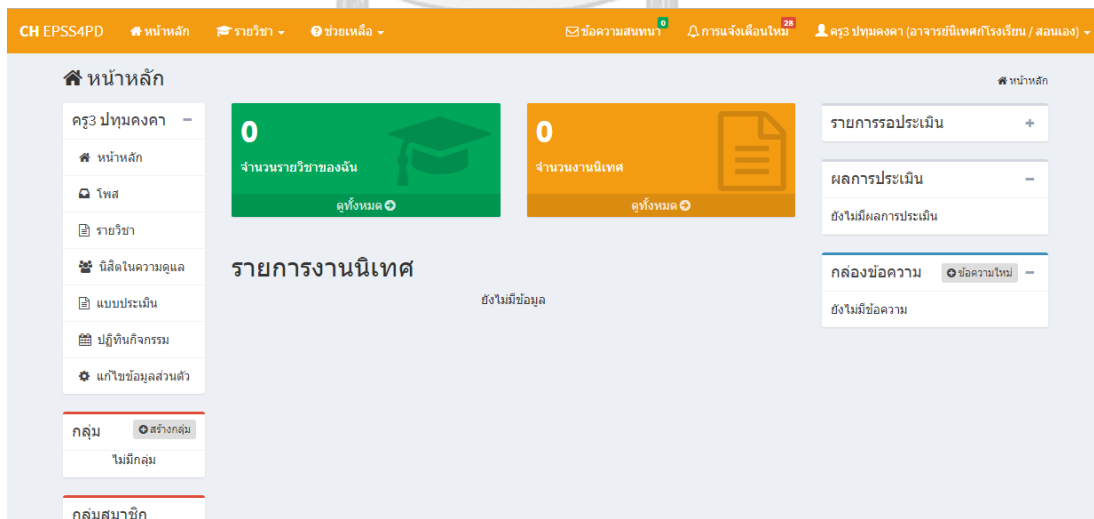 CH EPSS4PD หน้าหลัก รายวิชา ช่วยเหลือ ข้อความสนทนา 0 การแจ้งเตือนใหม่ 28 ครู3 ปทุมคงคา (อาจารย์นิเทศก์โรงเรียน / สอนเอง)
หน้าหลัก
หน้าหลัก
ครู3 ปทุมคงคา
หน้าหลัก
โพส
รายวิชา
นิสิตในความดูแล
แบบประเมิน
ปฏิทินกิจกรรม
แก้ไขข้อมูลส่วนตัว
กลุ่ม สร้างกลุ่ม
ไม่มีกลุ่ม
กลุ่มสมาชิก
0
จำนวนรายวิชาของฉัน
ดูทั้งหมด
0
จำนวนงานนิเทศ
ดูทั้งหมด
รายการงานนิเทศ
ยังไม่มีข้อมูล
รายการรอประเมิน
ผลการประเมิน
ยังไม่มีผลการประเมิน
กล่องข้อความ ข้อความใหม่
ยังไม่มีข้อความ